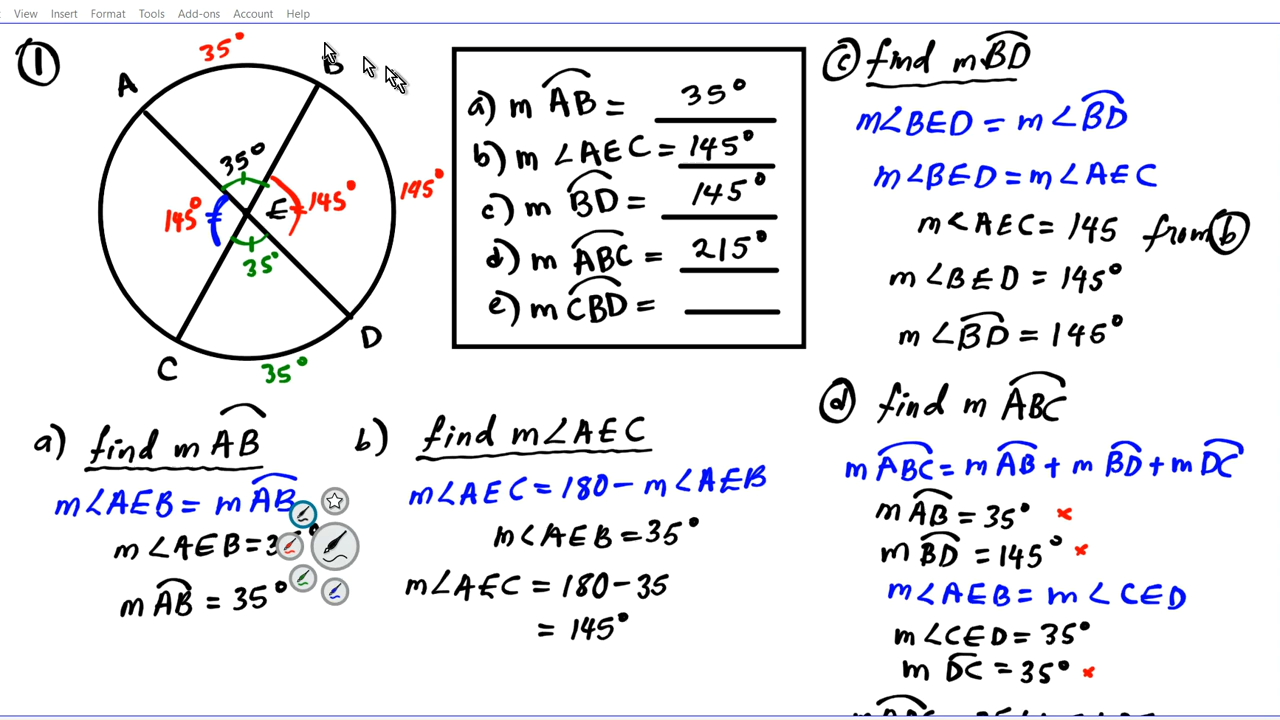 View Insert Format Tools Add-ons Account Help
1
35°
A
B
35°
145°
E
145°
195°
35°
C
D
35°
a) m AB = 35°
b) m ∠AEC = 145°
c) m BD = 145°
d) m ABC = 215°
e) m CBD =
a) find m AB
m∠AEB = m AB
m∠AEB =
m AB = 35°
b) find m∠AEC
m∠AEC = 180 - m∠AEB
m∠AEB = 35°
m∠AEC = 180 - 35
= 145°
c) find m BD
m∠BED = m∠BD
m∠BED = m∠AEC
m∠AEC = 145 from b
m∠BED = 145°
m∠BD = 145°
d) find m ABC
m ABC = m AB + m BD + m DC
m AB = 35° ×
m BD = 145° ×
m∠AEB = m∠CED
m∠CED = 35°
m DC = 35° ×